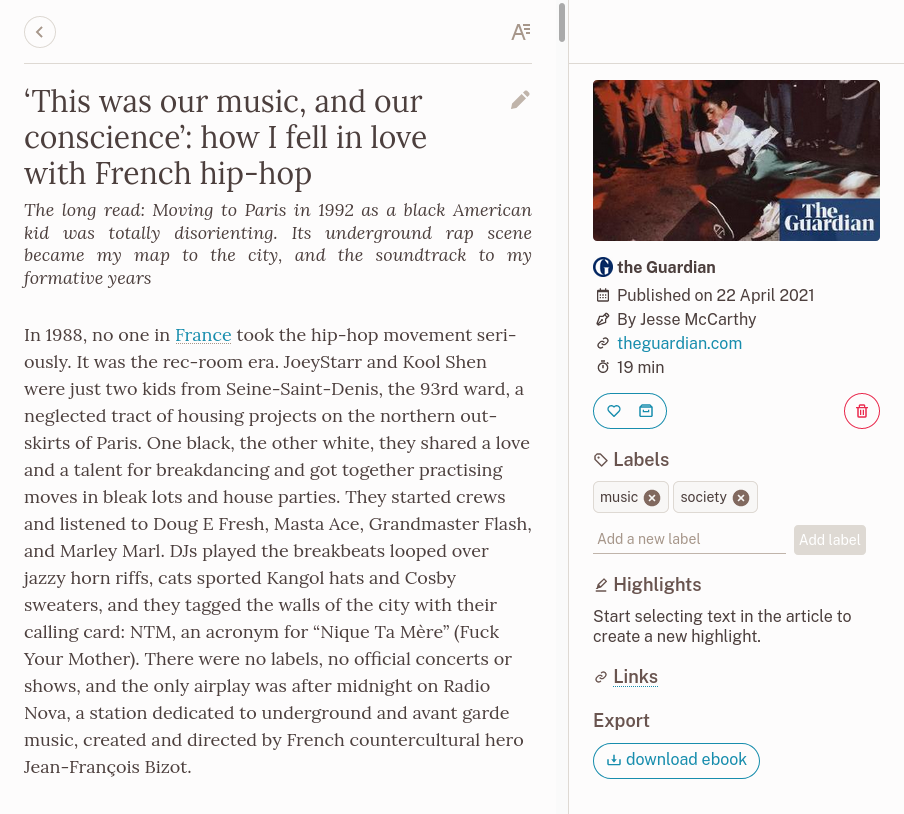 ‘This was our music, and our
conscience’: how I fell in love
with French hip-hop
The long read: Moving to Paris in 1992 as a black American
kid was totally disorienting. Its underground rap scene
became my map to the city, and the soundtrack to my
formative years
In 1988, no one in France took the hip-hop movement seri-
ously. It was the rec-room era. JoeyStarr and Kool Shen
were just two kids from Seine-Saint-Denis, the 93rd ward, a
neglected tract of housing projects on the northern out-
skirts of Paris. One black, the other white, they shared a love
and a talent for breakdancing and got together practising
moves in bleak lots and house parties. They started crews
and listened to Doug E Fresh, Masta Ace, Grandmaster Flash,
and Marley Marl. DJs played the breakbeats looped over
jazzy horn riffs, cats sported Kangol hats and Cosby
sweaters, and they tagged the walls of the city with their
calling card: NTM, an acronym for “Nique Ta Mère” (Fuck
Your Mother). There were no labels, no official concerts or
shows, and the only airplay was after midnight on Radio
Nova, a station dedicated to underground and avant garde
music, created and directed by French countercultural hero
Jean-François Bizot.
The
Guardian
the Guardian
Published on 22 April 2021
By Jesse McCarthy
theguardian.com
19 min
Labels
music
society
Add a new label
Add label
Highlights
Start selecting text in the article to
create a new highlight.
Links
Export
download ebook